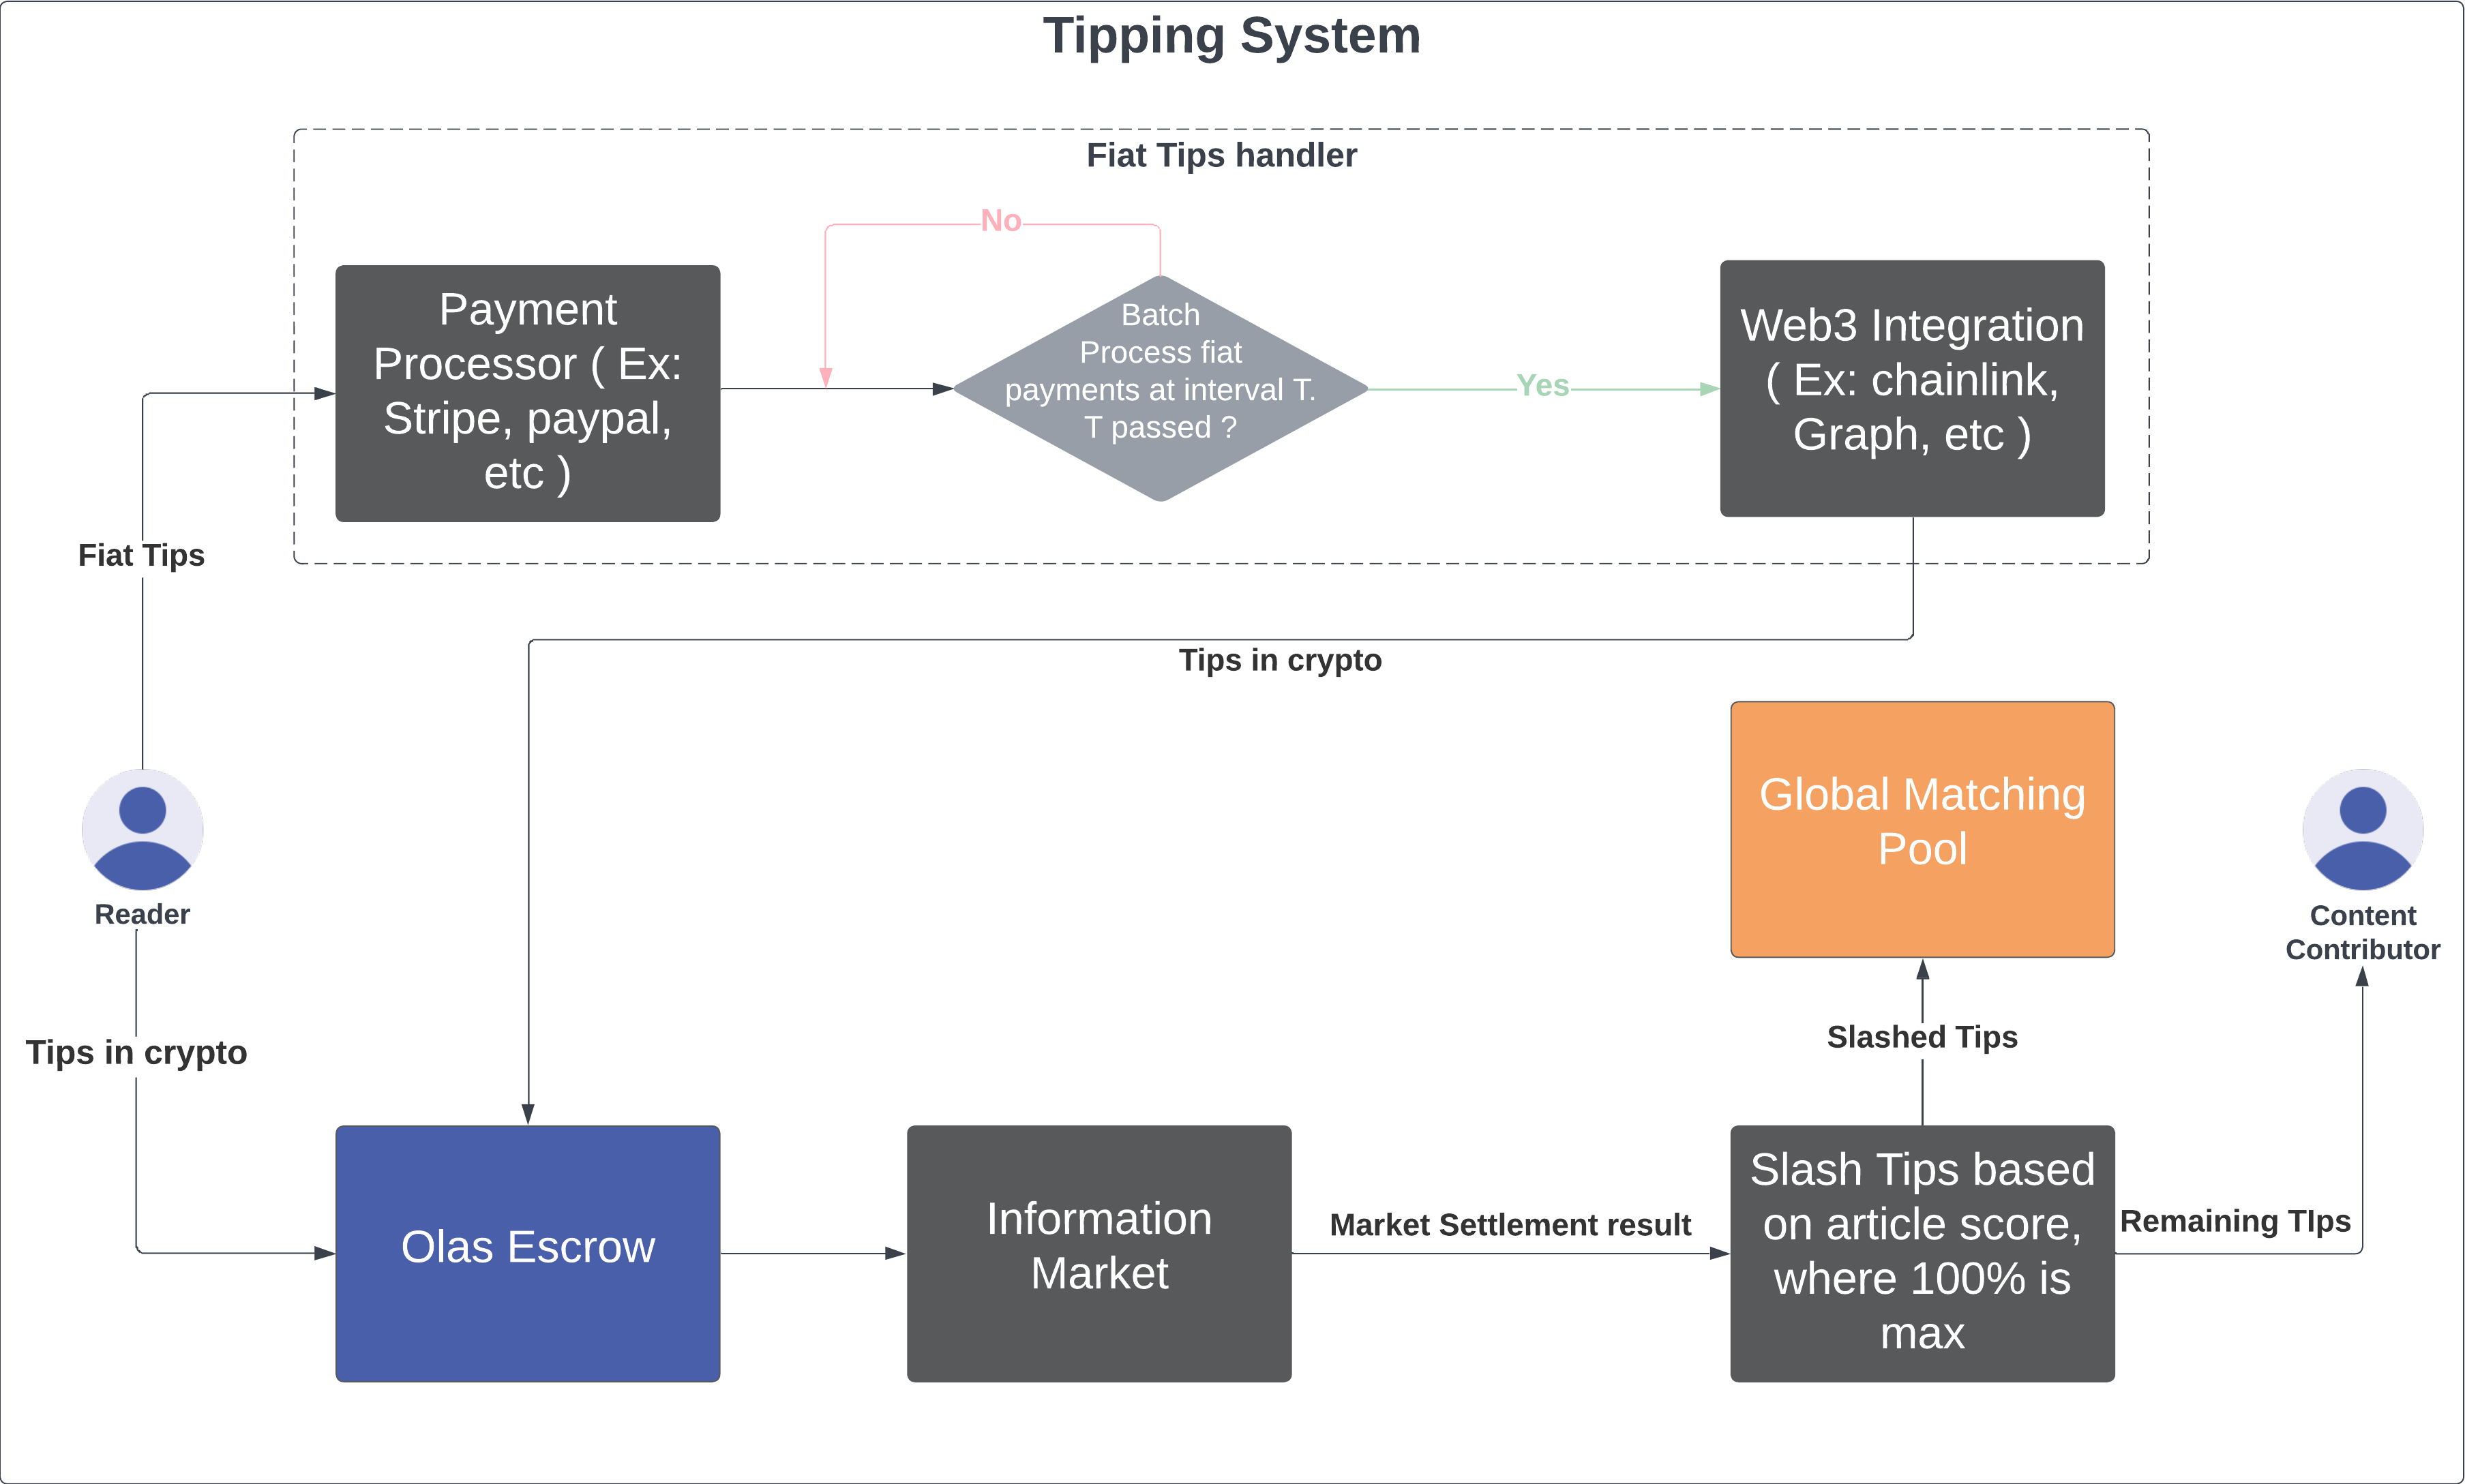 Tipping System
Fiat Tips handler
No
Payment
Processor ( Ex:
Stripe, paypal,
etc )
Batch
Process fiat
payments at interval T.
T passed ?
Yes
Web3 Integration
( Ex: chainlink,
Graph, etc )
Fiat Tips
Tips in crypto
Global Matching
Pool
Reader
Content
Contributor
Tips in crypto
Slashed Tips
Olas Escrow
Information
Market
Market Settlement result
Slash Tips based
on article score,
where 100% is
max
Remaining TIps